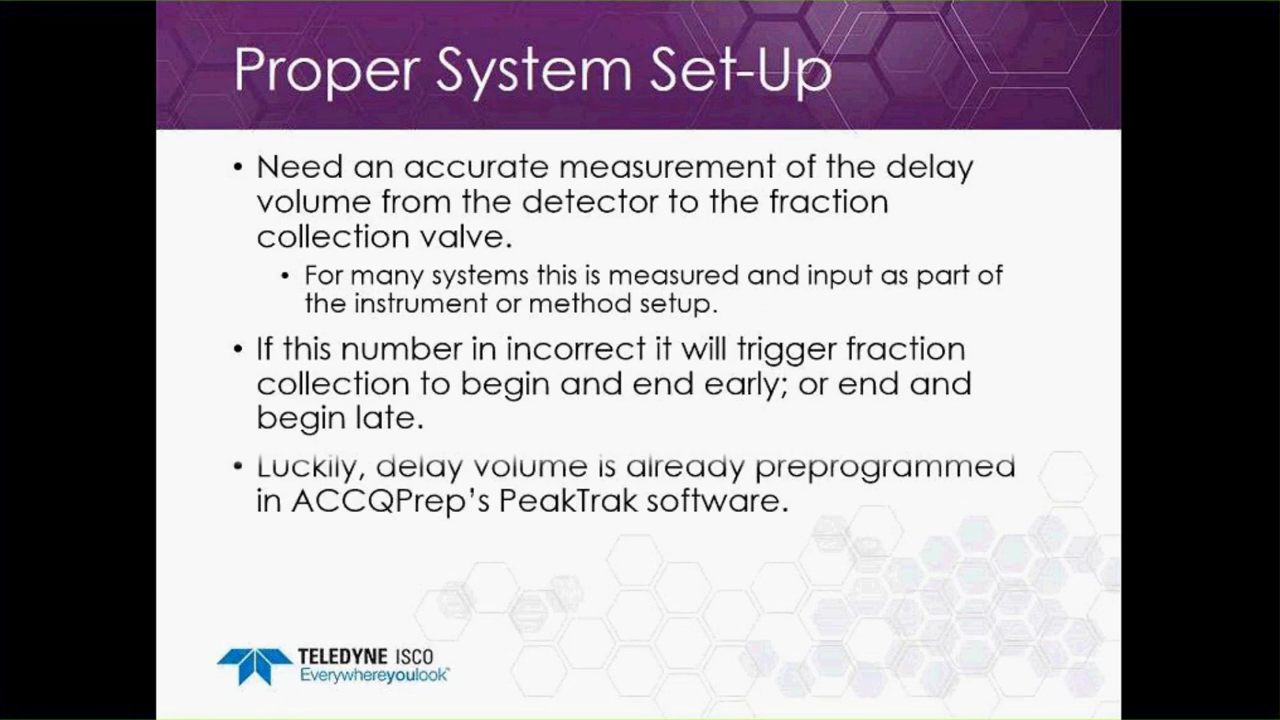 Proper System Set-Up
• Need an accurate measurement of the delay
volume from the detector to the fraction
collection valve.
• For many systems this is measured and input as part of
the instrument or method setup.
• If this number in incorrect it will trigger fraction
collection to begin and end early; or end and
begin late.
• Luckily, delay volume is already preprogrammed
in ACCQPrep's PeakTrak software.
TELEDYNE ISCO
Everywhereyoulook™